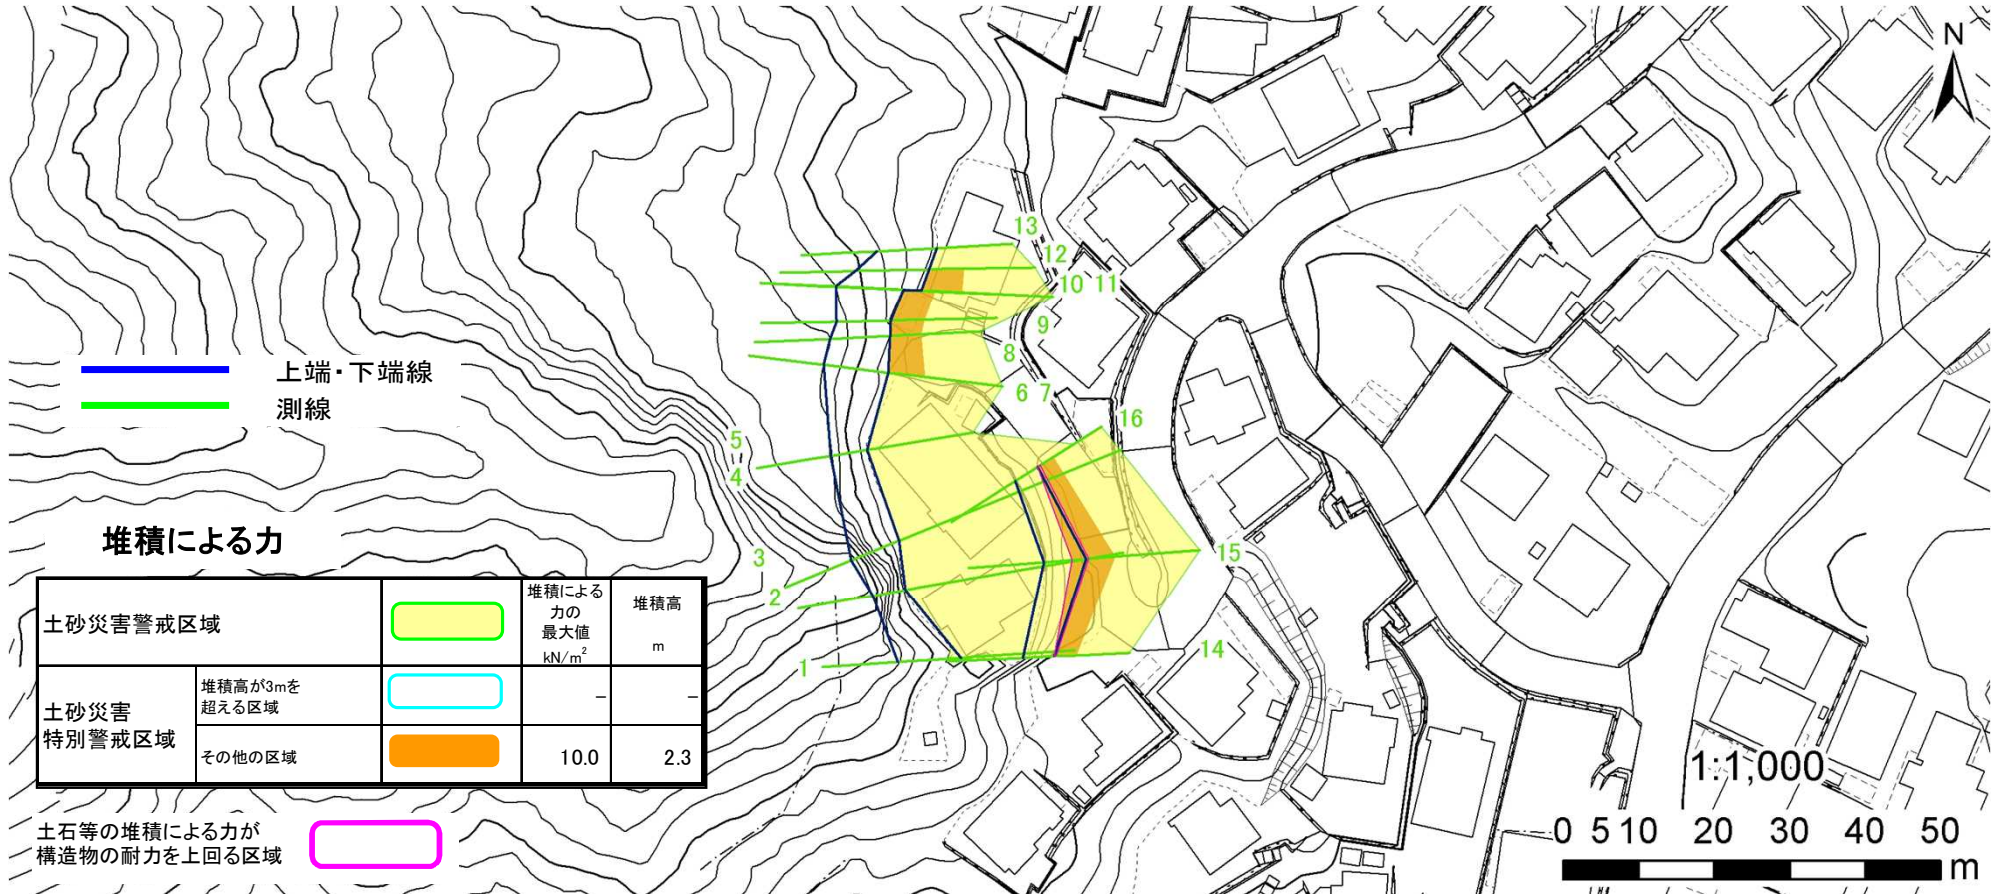 N
13
12
10
11
9
8
6
7
16
5
4
3
2
15
1
14
上端・下端線
測線
堆積による力
土砂災害警戒区域
堆積による
力の
最大値
kN/m²
堆積高
m
土砂災害
特別警戒区域
堆積高が3mを
超える区域
－
－
その他の区域
10.0
2.3
土石等の堆積による力が
構造物の耐力を上回る区域
1:1,000
0 5 10 20 30 40 50
m